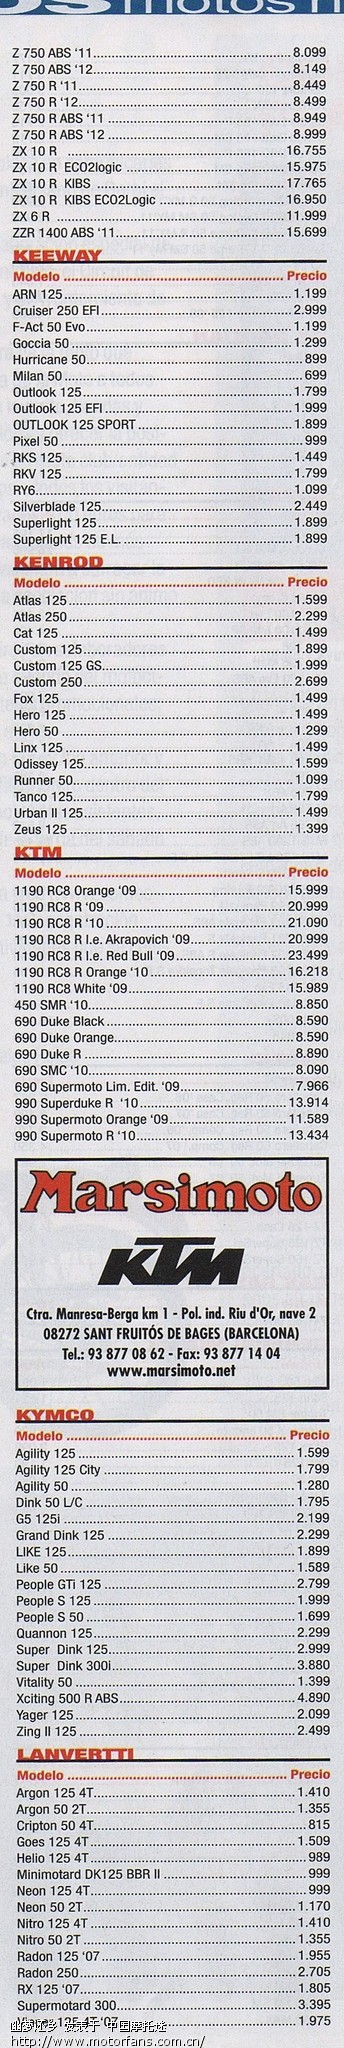 motos n
Z 750 ABS '11 8.099
Z 750 ABS '12 8.149
Z 750 R '11 8.449
Z 750 R '12 8.499
Z 750 R ABS '11 8.949
Z 750 R ABS '12 8.999
ZX 10 R 16.755
ZX 10 R ECO2logic 15.975
ZX 10 R KIBS 17.765
ZX 10 R KIBS ECO2Logic 16.950
ZX 6 R 11.999
ZZR 1400 ABS '11 15.699
KEEWAY
Modelo Precio
ARN 125 1.199
Cruiser 250 EFI 2.999
F-Act 50 Evo 1.199
Goccia 50 1.299
Hurricane 50 899
Milan 50 699
Outlook 125 1.799
Outlook 125 EFI 1.999
OUTLOOK 125 SPORT 1.899
Pixel 50 999
RKS 125 1.449
RKV 125 1.799
RY6 1.099
Silverblade 125 2.449
Superlight 125 1.899
Superlight 125 E.L. 1.899
KENROD
Modelo Precio
Atlas 125 1.599
Atlas 250 2.299
Cat 125 1.499
Custom 125 1.899
Custom 125 GS 1.999
Custom 250 2.699
Fox 125 1.499
Hero 125 1.499
Hero 50 1.299
Linx 125 1.499
Odissey 125 1.599
Runner 50 1.099
Tanco 125 1.799
Urban II 125 1.499
Zeus 125 1.399
KTM
Modelo Precio
1190 RC8 Orange '09 15.999
1190 RC8 R '09 20.999
1190 RC8 R '10 21.090
1190 RC8 R l.e. Akrapovich '09 20.999
1190 RC8 R l.e. Red Bull '09 23.499
1190 RC8 R Orange '10 16.218
1190 RC8 White '09 15.989
450 SMR '10 8.850
690 Duke Black 8.590
690 Duke Orange 8.590
690 Duke R 8.890
690 SMC '10 8.090
690 Supermoto Lim. Edit. '09 7.966
990 Superduke R '10 13.914
990 Supermoto Orange '09 11.589
990 Supermoto R '10 13.434
Marsimoto
KTM
Ctra. Manresa-Berga km 1 - Pol. ind. Riu d'Or, nave 2
08272 SANT FRUITÓS DE BAGES (BARCELONA)
Tel.: 93 877 08 62 - Fax: 93 877 14 04
www.marsimoto.net
KYMCO
Modelo Precio
Agility 125 1.599
Agility 125 City 1.799
Agility 50 1.280
Dink 50 L/C 1.795
G5 125i 2.199
Grand Dink 125 2.299
LIKE 125 1.899
Like 50 1.589
People GTi 125 2.799
People S 125 1.999
People S 50 1.699
Quannon 125 2.299
Super Dink 125 2.999
Super Dink 300i 3.880
Vitality 50 1.399
Xciting 500 R ABS 4.890
Yager 125 2.099
Zing II 125 2.499
LANVERTTI
Modelo Precio
Argon 125 4T 1.410
Argon 50 2T 1.355
Cripton 50 4T 815
Goes 125 4T 1.509
Helio 125 4T 989
Minimotard DK125 BBR II 999
Neon 125 4T 999
Neon 50 2T 1.170
Nitro 125 4T 1.410
Nitro 50 2T 1.355
Radon 125 '07 1.955
Radon 250 2.705
RX 125 '07 1.805
Supermotard 300 3.395
125 4T '07 1.975
发表于 中国摩托迷
http://www.motorfans.com.cn/